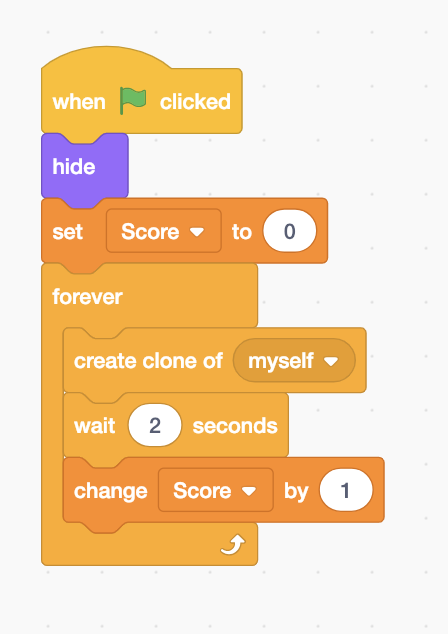 when clicked
hide
set Score to 0
forever
create clone of myself
wait 2 seconds
change Score by 1